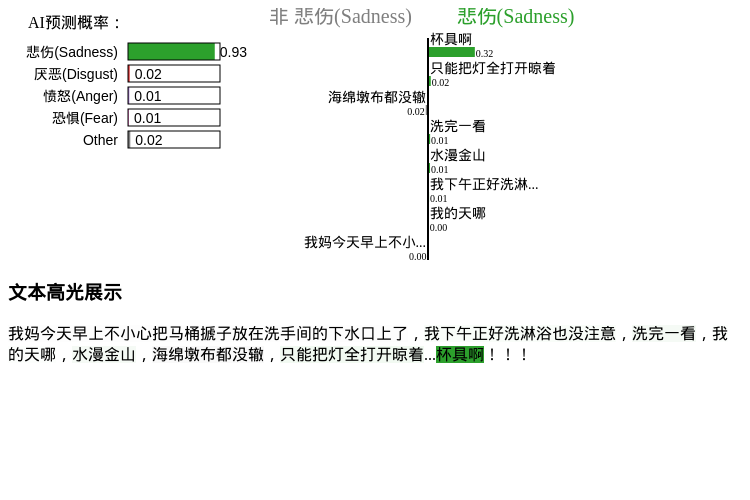 AI预测概率：
悲伤(Sadness) 0.93
厌恶(Disgust) 0.02
愤怒(Anger) 0.01
恐惧(Fear) 0.01
Other 0.02
非 悲伤(Sadness) 悲伤(Sadness)
杯具啊
0.32
只能把灯全打开晾着
0.02
海绵墩布都没辙
0.02
洗完一看
0.01
水漫金山
0.01
我下午正好洗淋...
0.01
我的天哪
0.00
我妈今天早上不小...
0.00
文本高光展示
我妈今天早上不小心把马桶搋子放在洗手间的下水口上了，我下午正好洗淋浴也没注意，洗完一看，我
的天哪，水漫金山，海绵墩布都没辙，只能把灯全打开晾着...杯具啊！！！